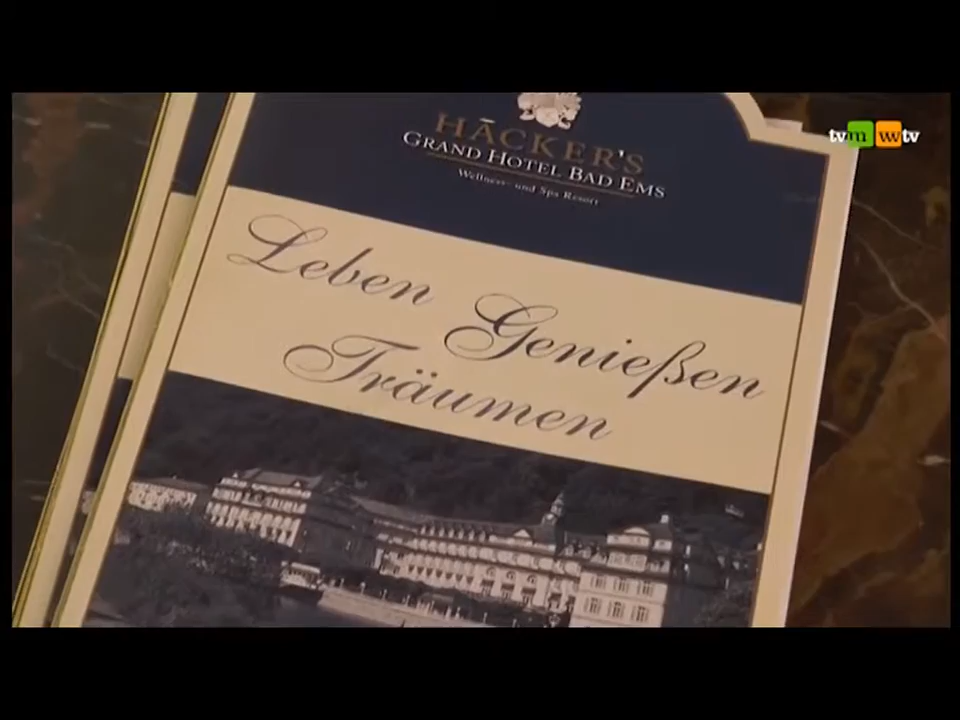 tvm wwtv
HÄCKER'S
GRAND HOTEL BAD EMS
Wellness- und Spa Resort
Leben Genießen
Träumen